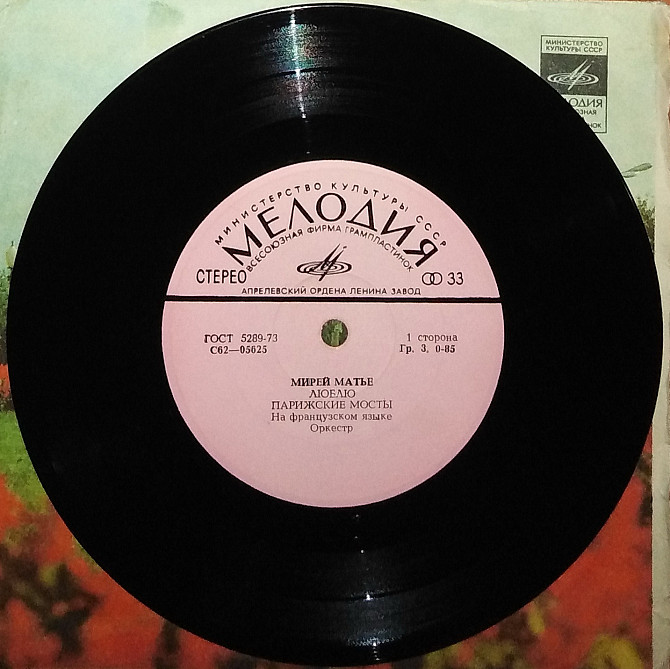 МИНИСТЕРСТВО
КУЛЬТУРЫ СССР
МИНИСТЕРСТВО КУЛЬТУРЫ СССР
МЕЛОДИЯ
ВСЕСОЮЗНАЯ ФИРМА ГРАМПЛАСТИНОК
СТЕРЕО
33
АПРЕЛЕВСКИЙ ОРДЕНА ЛЕНИНА ЗАВОД
ГОСТ 5289-73
С62—05625
1 сторона
Гр. 3, 0-85
МИРЕЙ МАТЬЕ
ЛЮБЛЮ
ПАРИЖСКИЕ МОСТЫ
На французском языке
Оркестр